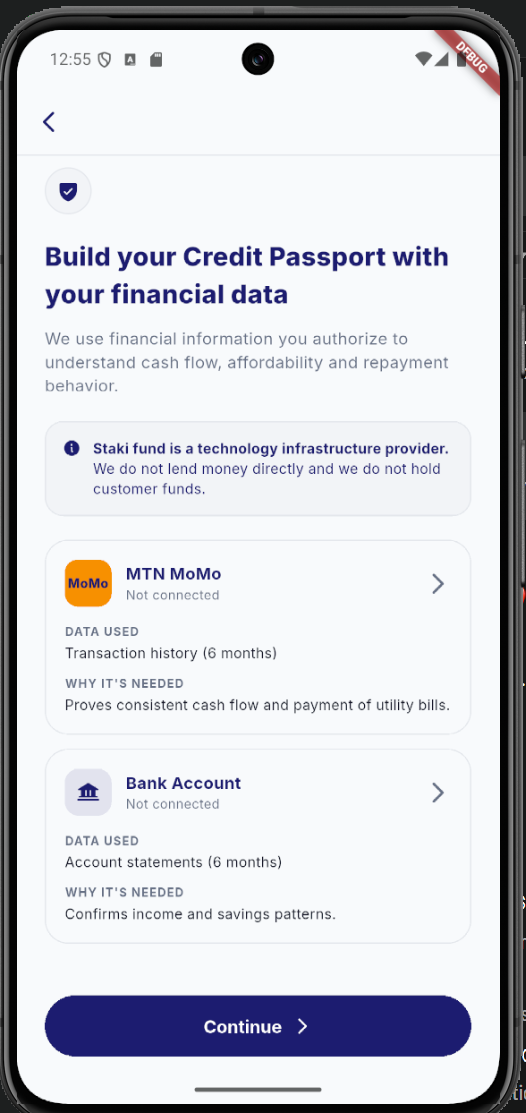 12:55
DEBUG
Build your Credit Passport with
your financial data
We use financial information you authorize to
understand cash flow, affordability and repayment
behavior.
Staki fund is a technology infrastructure provider.
We do not lend money directly and we do not hold
customer funds.
MoMo
MTN MoMo
Not connected
DATA USED
Transaction history (6 months)
WHY IT'S NEEDED
Proves consistent cash flow and payment of utility bills.
Bank Account
Not connected
DATA USED
Account statements (6 months)
WHY IT'S NEEDED
Confirms income and savings patterns.
Continue